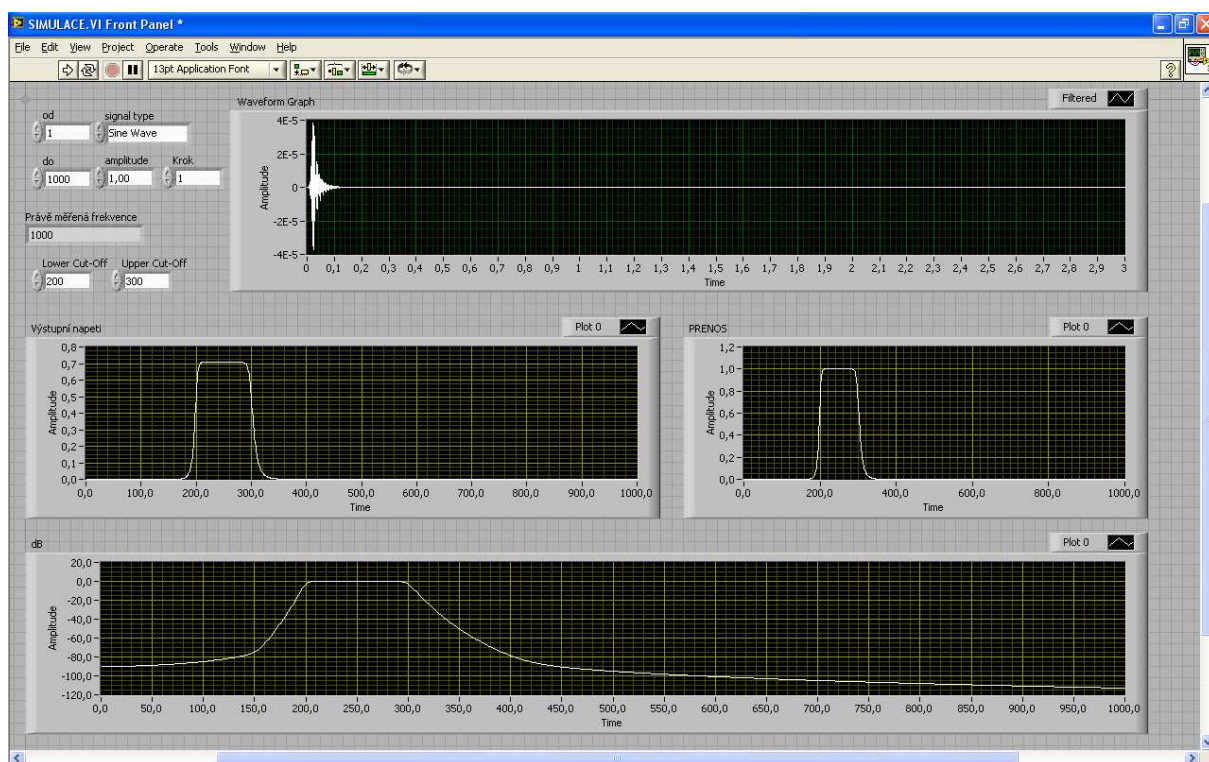 SIMULACE.VI Front Panel *
File Edit View Project Operate Tools Window Help
13pt Application Font
?
od signal type
1 Sine Wave
do amplitude Krok
1000 1,00 1
Právě měřená frekvence
1000
Lower Cut-Off Upper Cut-Off
200 300
Waveform Graph
Filtered
4E-5
2E-5
0
-2E-5
-4E-5
Amplitude
0 0,1 0,2 0,3 0,4 0,5 0,6 0,7 0,8 0,9 1 1,1 1,2 1,3 1,4 1,5 1,6 1,7 1,8 1,9 2 2,1 2,2 2,3 2,4 2,5 2,6 2,7 2,8 2,9 3
Time
Výstupní napeti
Plot 0
0,8
0,7
0,6
0,5
0,4
0,3
0,2
0,1
0,0
Amplitude
0,0 100,0 200,0 300,0 400,0 500,0 600,0 700,0 800,0 900,0 1000,0
Time
PRENOS
Plot 0
1,2
1,0
0,8
0,6
0,4
0,2
0,0
Amplitude
0,0 200,0 400,0 600,0 800,0 1000,0
Time
dB
Plot 0
20,0
0,0
-20,0
-40,0
-60,0
-80,0
-100,0
-120,0
Amplitude
0,0 50,0 100,0 150,0 200,0 250,0 300,0 350,0 400,0 450,0 500,0 550,0 600,0 650,0 700,0 750,0 800,0 850,0 900,0 950,0 1000,0
Time